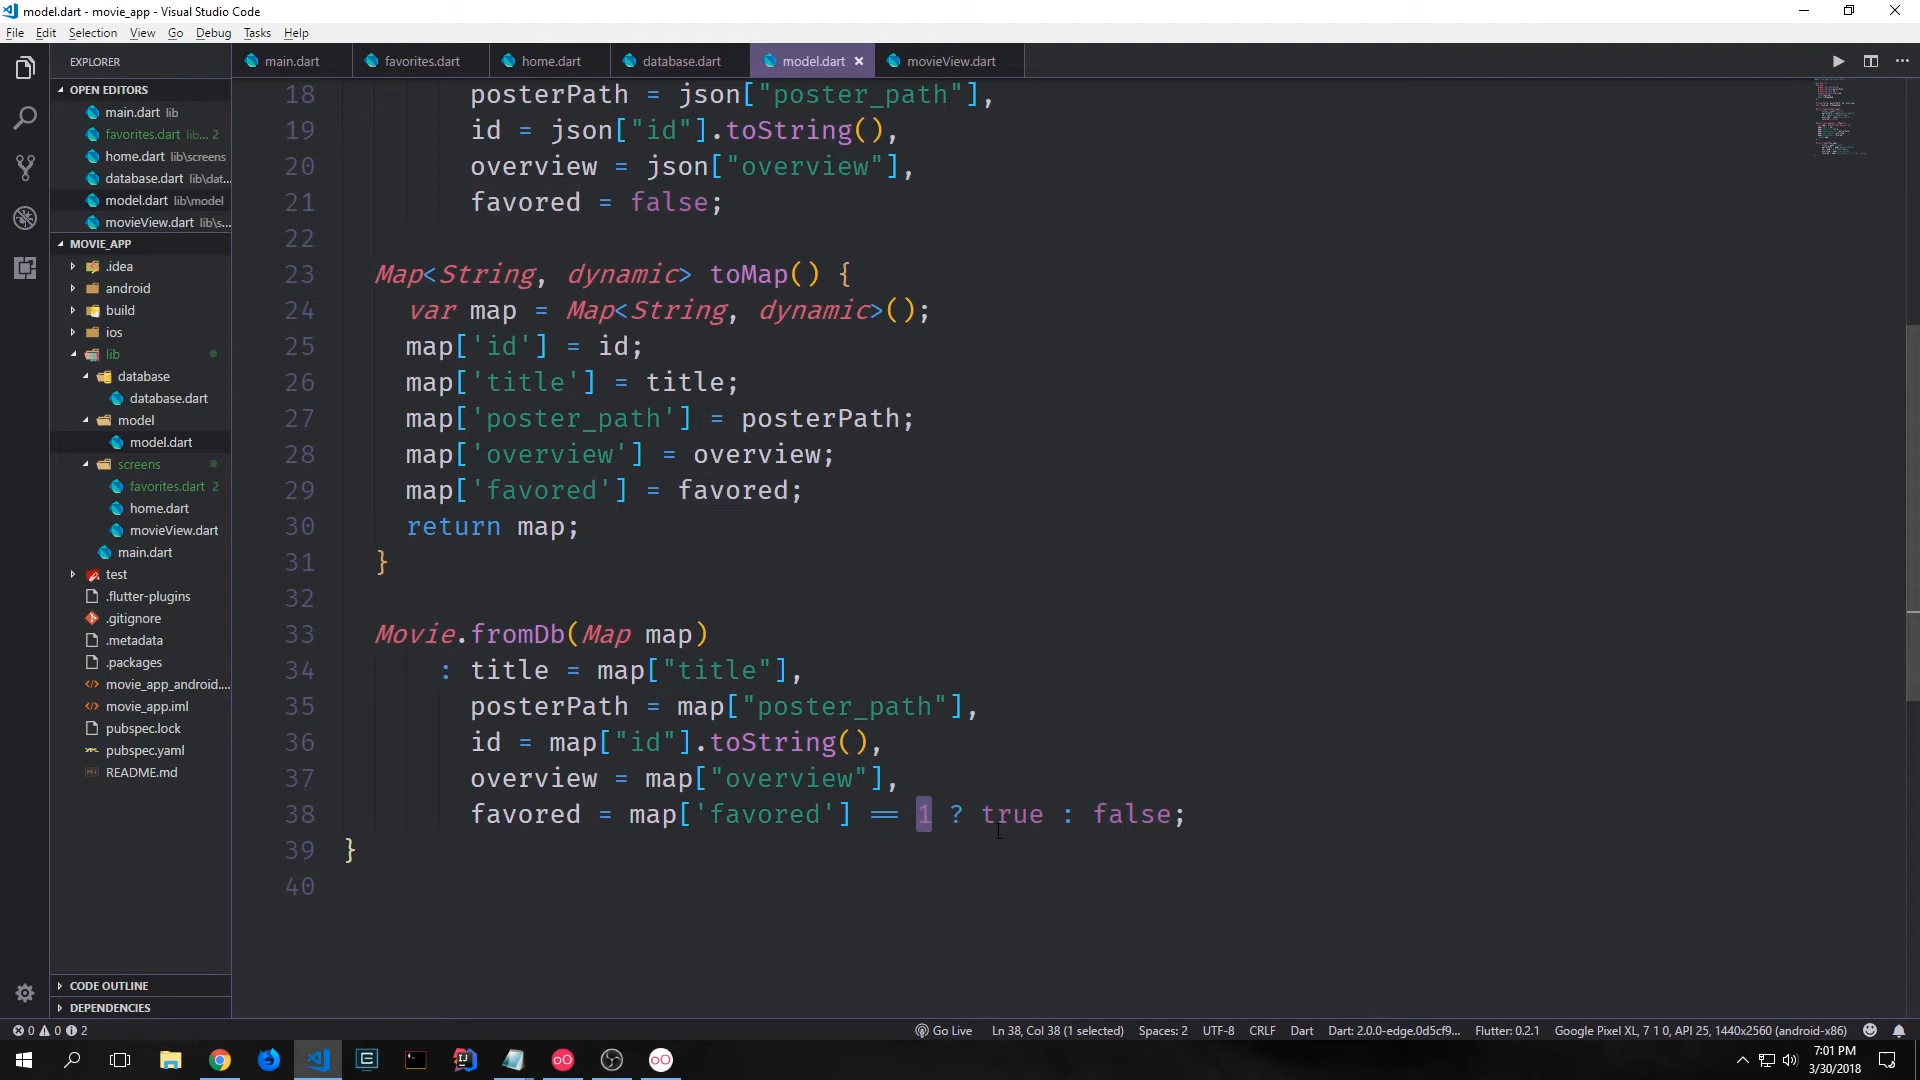 model.dart - movie_app - Visual Studio Code
File Edit Selection View Go Debug Tasks Help
EXPLORER
main.dart favorites.dart home.dart database.dart model.dart × movieView.dart
OPEN EDITORS
main.dart lib
favorites.dart lib... 2
home.dart lib\screens
database.dart lib\dat...
model.dart lib\model
movieView.dart lib\s...
MOVIE_APP
.idea
android
build
ios
lib
database
database.dart
model
model.dart
screens
favorites.dart 2
home.dart
movieView.dart
main.dart
test
.flutter-plugins
.gitignore
.metadata
.packages
movie_app_android....
movie_app.iml
pubspec.lock
pubspec.yaml
README.md
CODE OUTLINE
DEPENDENCIES
18 posterPath = json["poster_path"],
19 id = json["id"].toString(),
20 overview = json["overview"],
21 favored = false;
22
23 Map<String, dynamic> toMap() {
24 var map = Map<String, dynamic>();
25 map['id'] = id;
26 map['title'] = title;
27 map['poster_path'] = posterPath;
28 map['overview'] = overview;
29 map['favored'] = favored;
30 return map;
31 }
32
33 Movie.fromDb(Map map)
34 : title = map["title"],
35 posterPath = map["poster_path"],
36 id = map["id"].toString(),
37 overview = map["overview"],
38 favored = map['favored'] == 1 ? true : false;
39 }
40
0 0 2 Go Live Ln 38, Col 38 (1 selected) Spaces: 2 UTF-8 CRLF Dart Dart: 2.0.0-edge.0d5cf9... Flutter: 0.2.1 Google Pixel XL, 7 1 0, API 25, 1440x2560 (android-x86)
7:01 PM
3/30/2018